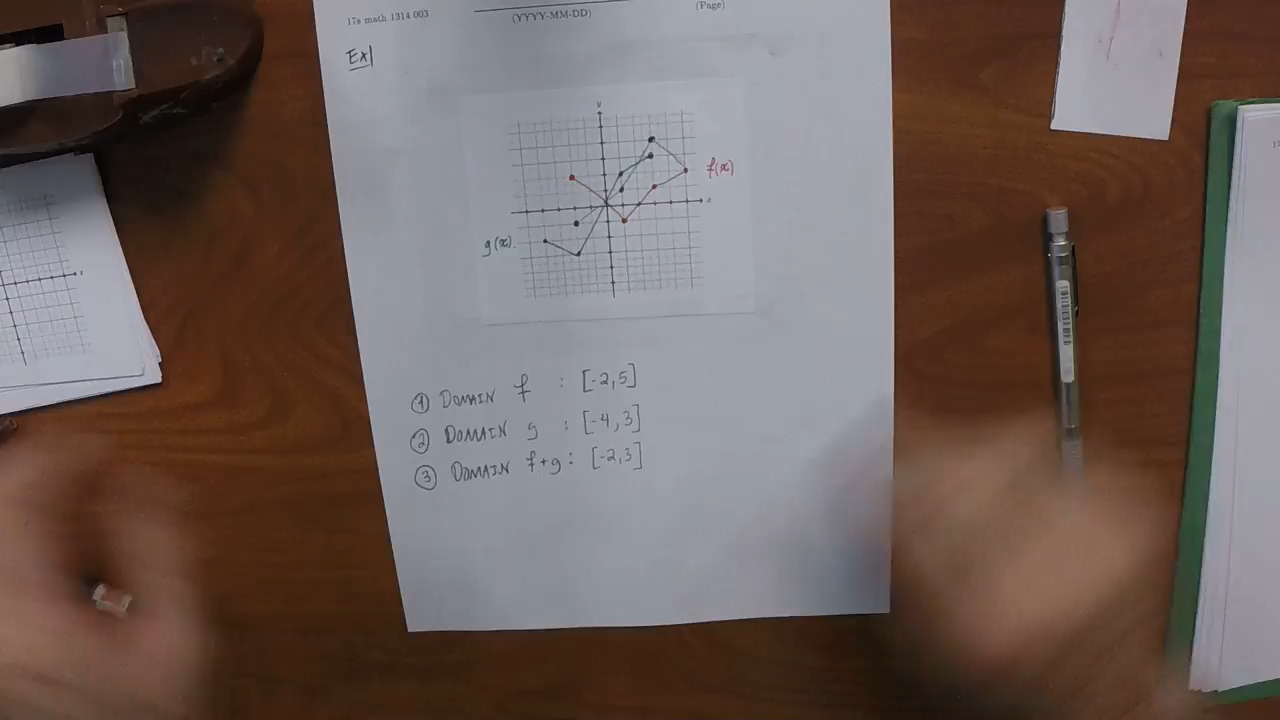 17s math 1314 003
(YYYY-MM-DD)
(Page)
Ex1
y
f(x)
x
g(x)
① DOMAIN f : [-2,5]
② DOMAIN g : [-4,3]
③ DOMAIN f+g : [-2,3]